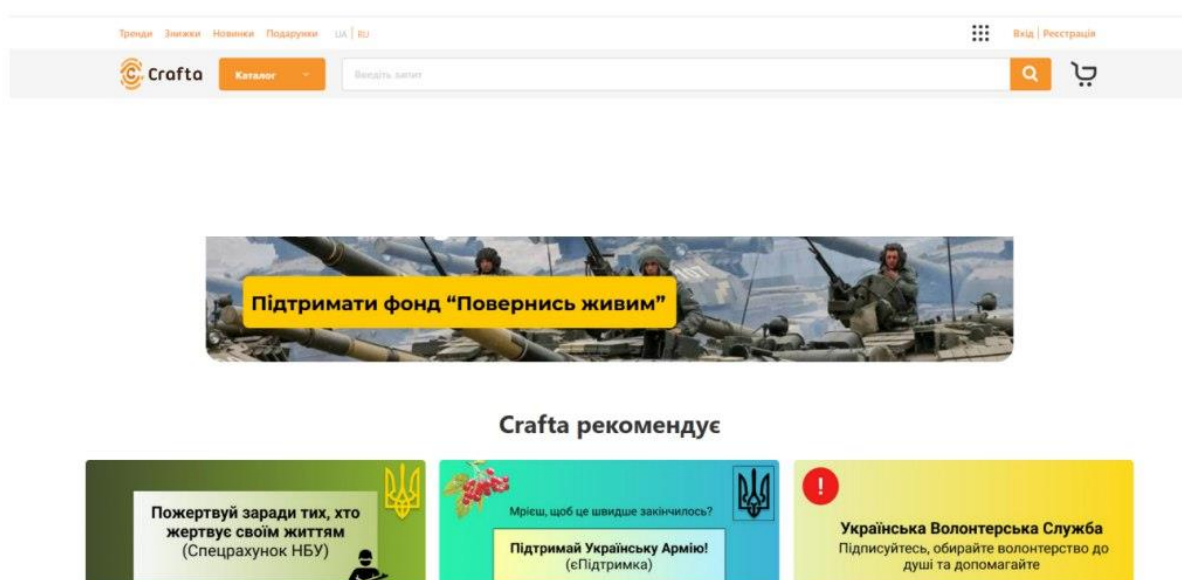 Тренди Знижки Новинки Подарунки UA | RU Вхід | Реєстрація
Crafta Каталог Введіть запит
Підтримати фонд “Повернись живим”
Crafta рекомендує
Пожертвуй заради тих, хто
жертвує своїм життям
(Спецрахунок НБУ)
Мрієш, щоб це швидше закінчилось?
Підтримай Українську Армію!
(єПідтримка)
!
Українська Волонтерська Служба
Підписуйтесь, обирайте волонтерство до
душі та допомагайте